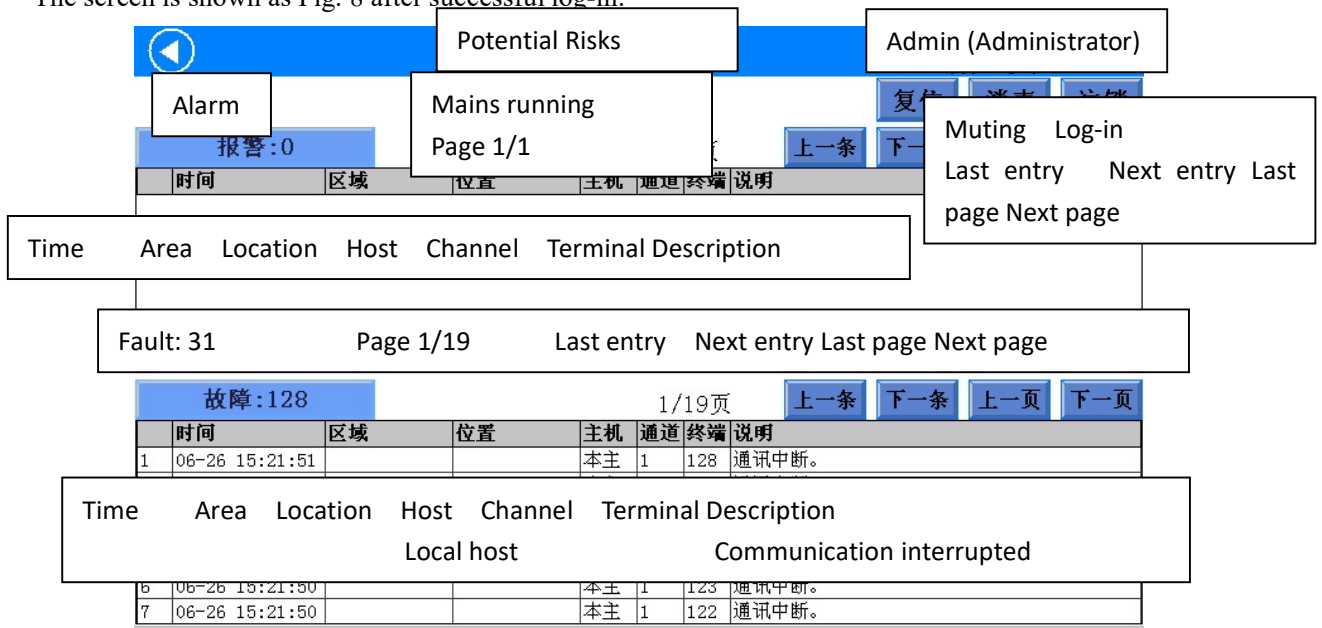 The screen is shown as Fig. 8 after successful log-in.
Potential Risks
Admin (Administrator)
Alarm
Mains running
Page 1/1
Muting Log-in
Last entry Next entry Last
page Next page
报警:0
上一条
时间 区域 位置 主机 通道 终端 说明
Time Area Location Host Channel Terminal Description
Fault: 31 Page 1/19 Last entry Next entry Last page Next page
故障:128 1/19页 上一条 下一条 上一页 下一页
时间 区域 位置 主机 通道 终端 说明
1 06-26 15:21:51 本主 1 128 通讯中断。
Time Area Location Host Channel Terminal Description
Local host Communication interrupted
6 06-26 15:21:50 本主 1 123 通讯中断。
7 06-26 15:21:50 本主 1 122 通讯中断。